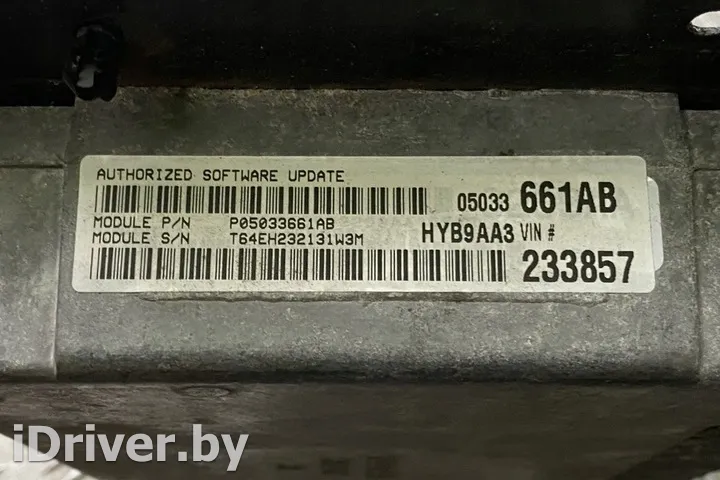 AUTHORIZED SOFTWARE UPDATE
05033 661AB
MODULE P/N P05033661AB
MODULE S/N T64EH232131W3M
HYB9AA3 VIN #
233857
iDriver.by